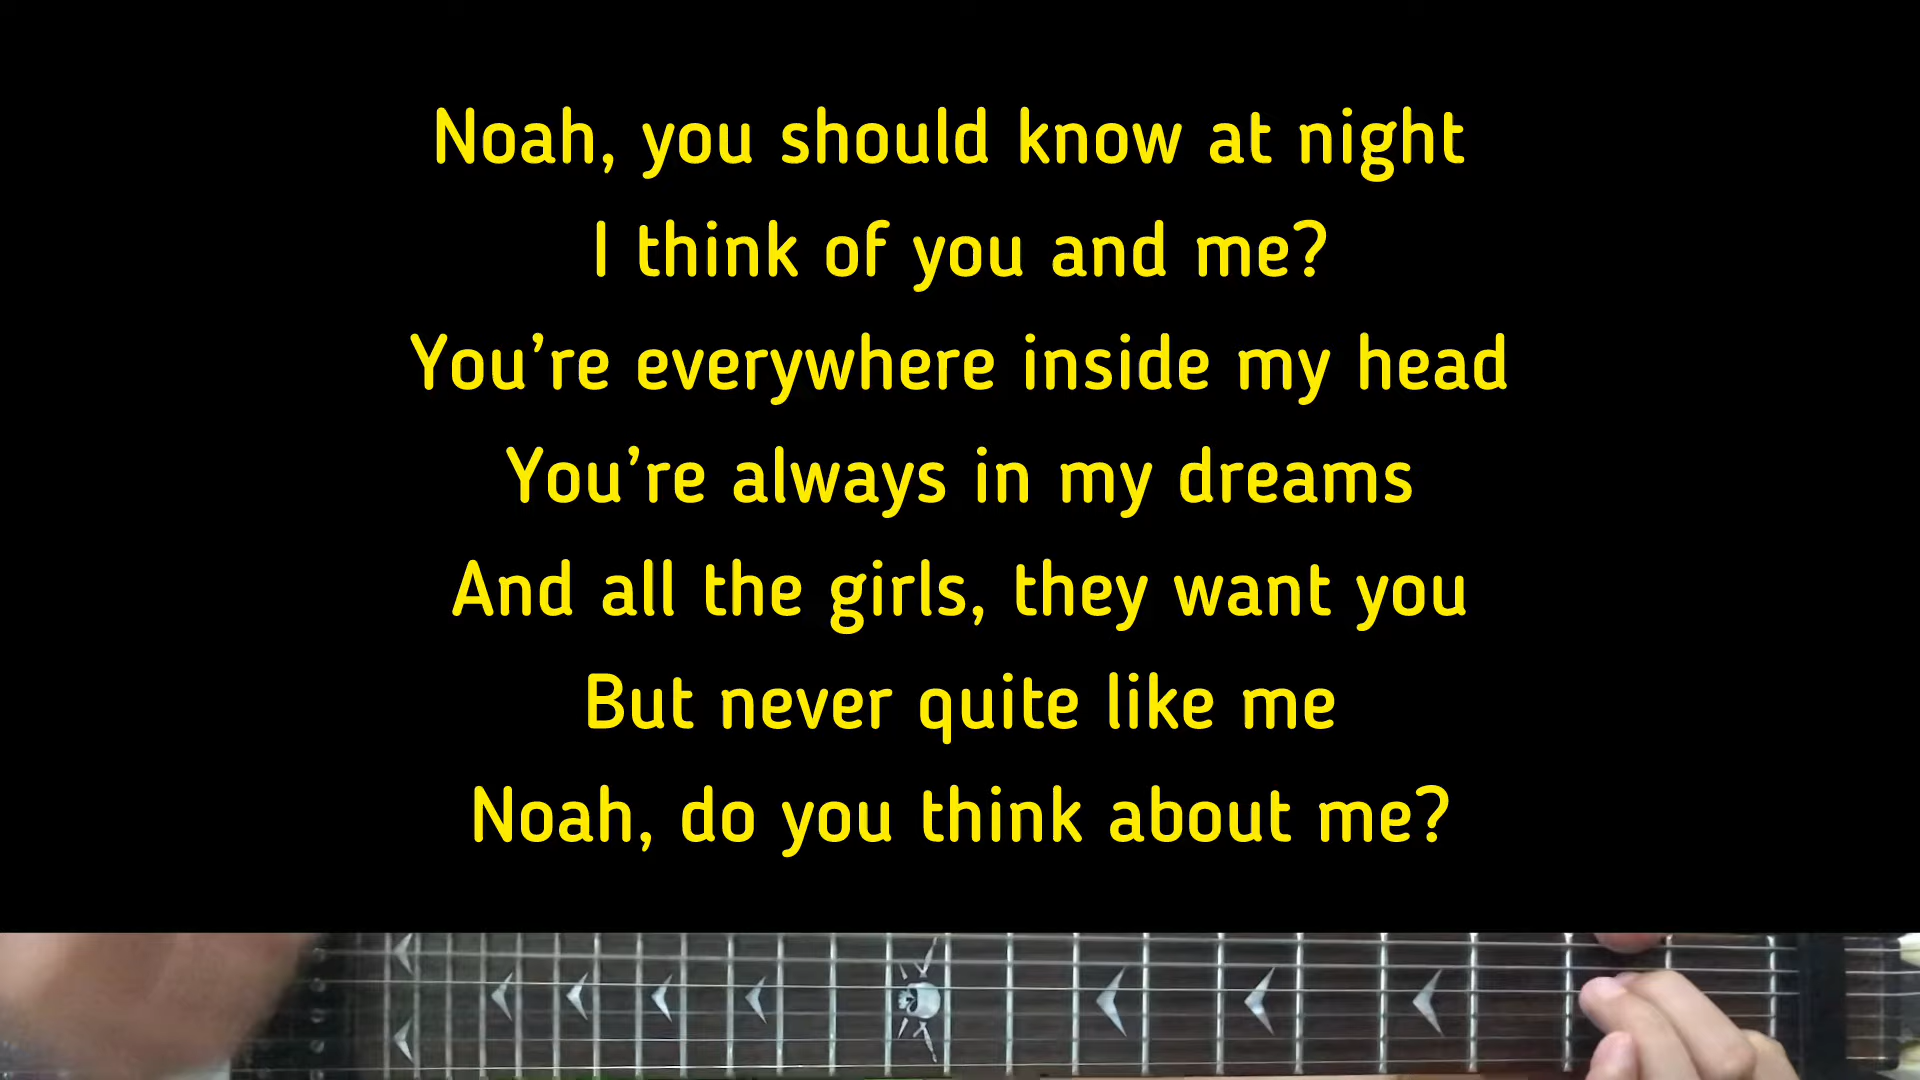 Noah, you should know at night
I think of you and me?
You’re everywhere inside my head
You’re always in my dreams
And all the girls, they want you
But never quite like me
Noah, do you think about me?